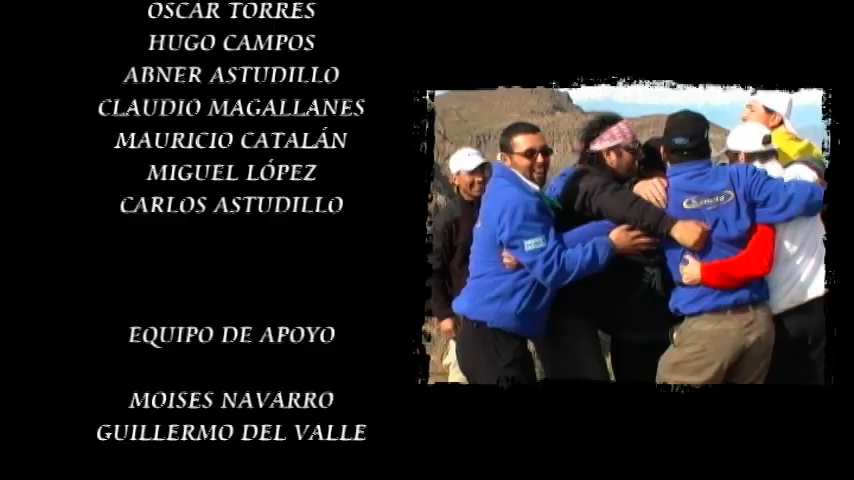 OSCAR TORRES
HUGO CAMPOS
ABNER ASTUDILLO
CLAUDIO MAGALLANES
MAURICIO CATALÁN
MIGUEL LÓPEZ
CARLOS ASTUDILLO
EQUIPO DE APOYO
MOISES NAVARRO
GUILLERMO DEL VALLE